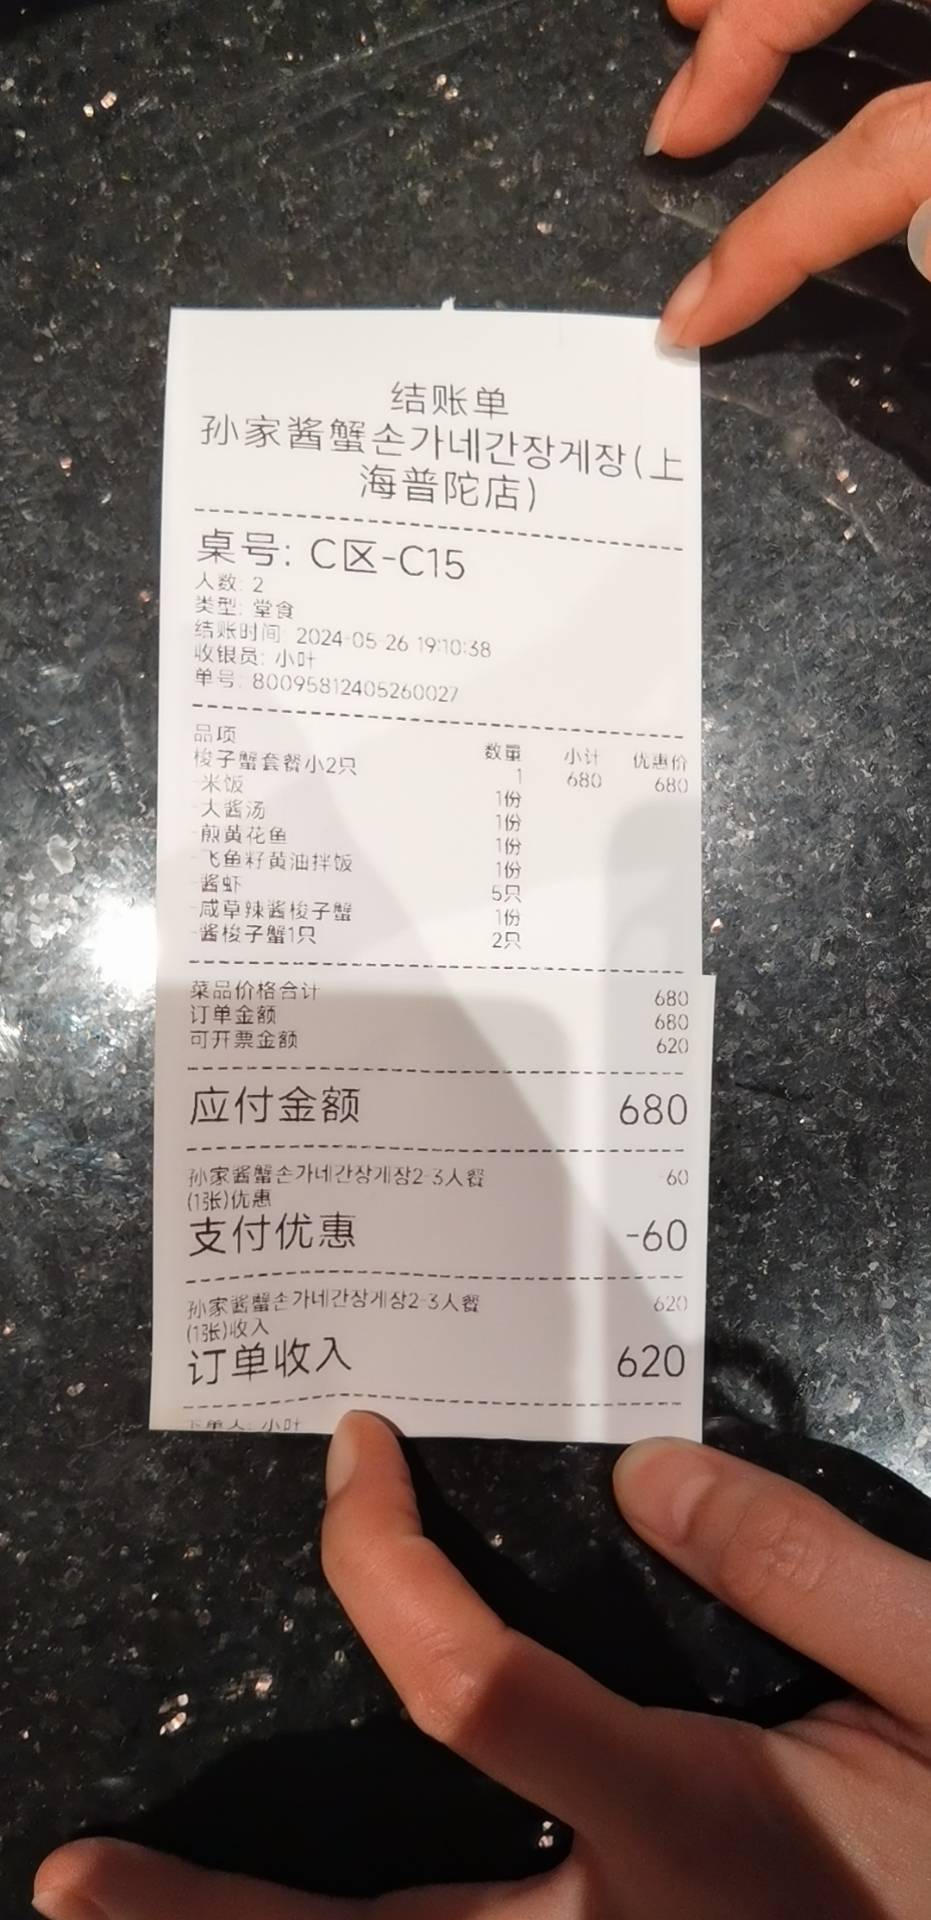 结账单
孙家酱蟹손가네간장게장(上
海普陀店)
桌号: C区-C15
人数: 2
类型: 堂食
结账时间: 2024-05-26 19:10:38
收银员: 小叶
单号: 80095812405260027
品项 数量 小计 优惠价
梭子蟹套餐小2只 1 680 680
-米饭 1份
-大酱汤 1份
-煎黄花鱼 1份
-飞鱼籽黄油拌饭 1份
-酱虾 5只
-咸草辣酱梭子蟹 1份
-酱梭子蟹1只 2只
菜品价格合计 680
订单金额 680
可开票金额 620
应付金额 680
孙家酱蟹손가네간장게장2-3人餐 -60
(1张)优惠
支付优惠 -60
孙家酱蟹손가네간장게장2-3人餐 620
(1张)收入
订单收入 620
下单人: 小叶